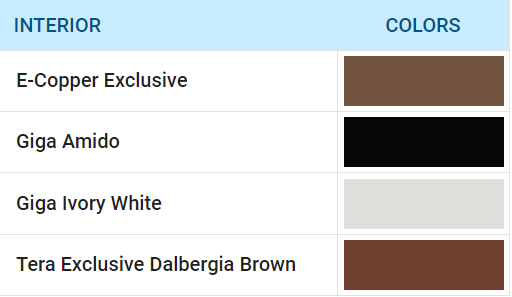 INTERIOR COLORS
E-Copper Exclusive
Giga Amido
Giga Ivory White
Tera Exclusive Dalbergia Brown